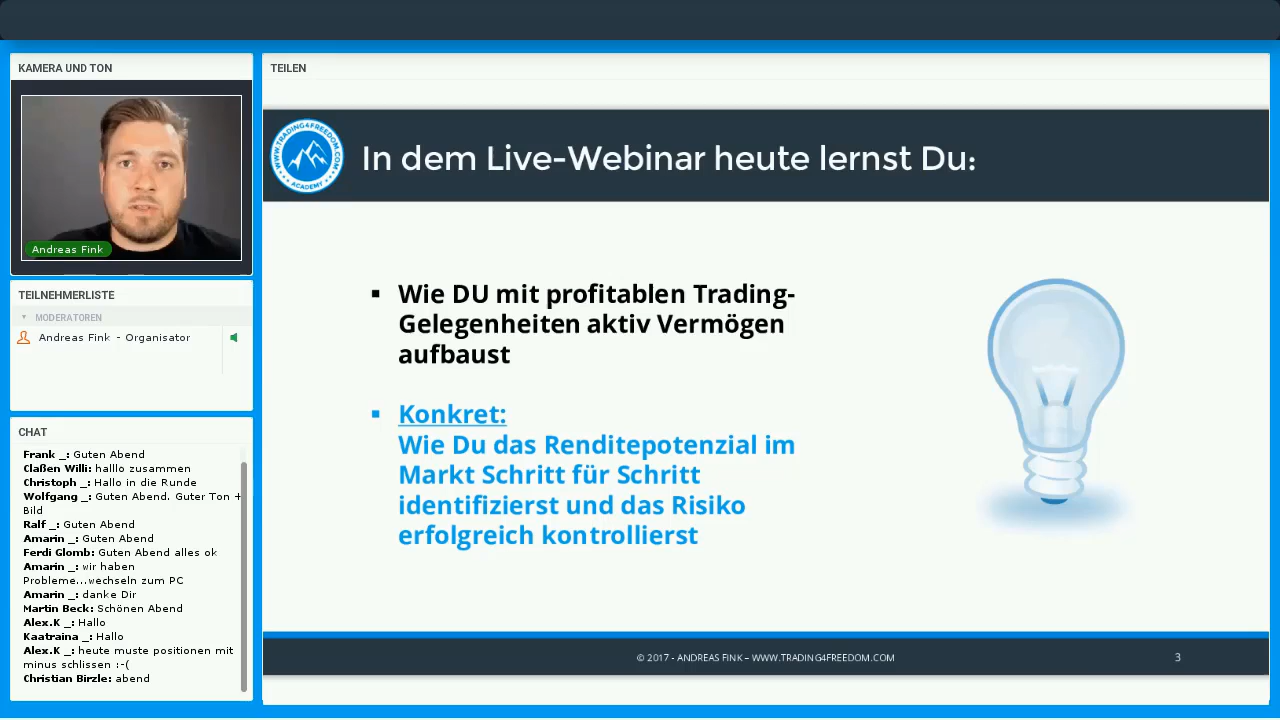 KAMERA UND TON
Andreas Fink
TEILNEHMERLISTE
MODERATOREN
Andreas Fink - Organisator
CHAT
Frank _: Guten Abend
Claßen Willi: halllo zusammen
Christoph _: Hallo in die Runde
Wolfgang _: Guten Abend. Guter Ton +
Bild
Ralf _: Guten Abend
Amarin _: Guten Abend
Ferdi Glomb: Guten Abend alles ok
Amarin _: wir haben
Probleme...wechseln zum PC
Amarin _: danke Dir
Martin Beck: Schönen Abend
Alex.K _: Hallo
Kaatraina _: Hallo
Alex.K _: heute muste positionen mit
minus schlissen :-(
Christian Birzle: abend
TEILEN
WWW.TRADING4FREEDOM.COM
ACADEMY
In dem Live-Webinar heute lernst Du:
▪ Wie DU mit profitablen Trading-
Gelegenheiten aktiv Vermögen
aufbaust
▪ Konkret:
Wie Du das Renditepotenzial im
Markt Schritt für Schritt
identifizierst und das Risiko
erfolgreich kontrollierst
© 2017 - ANDREAS FINK – WWW.TRADING4FREEDOM.COM
3